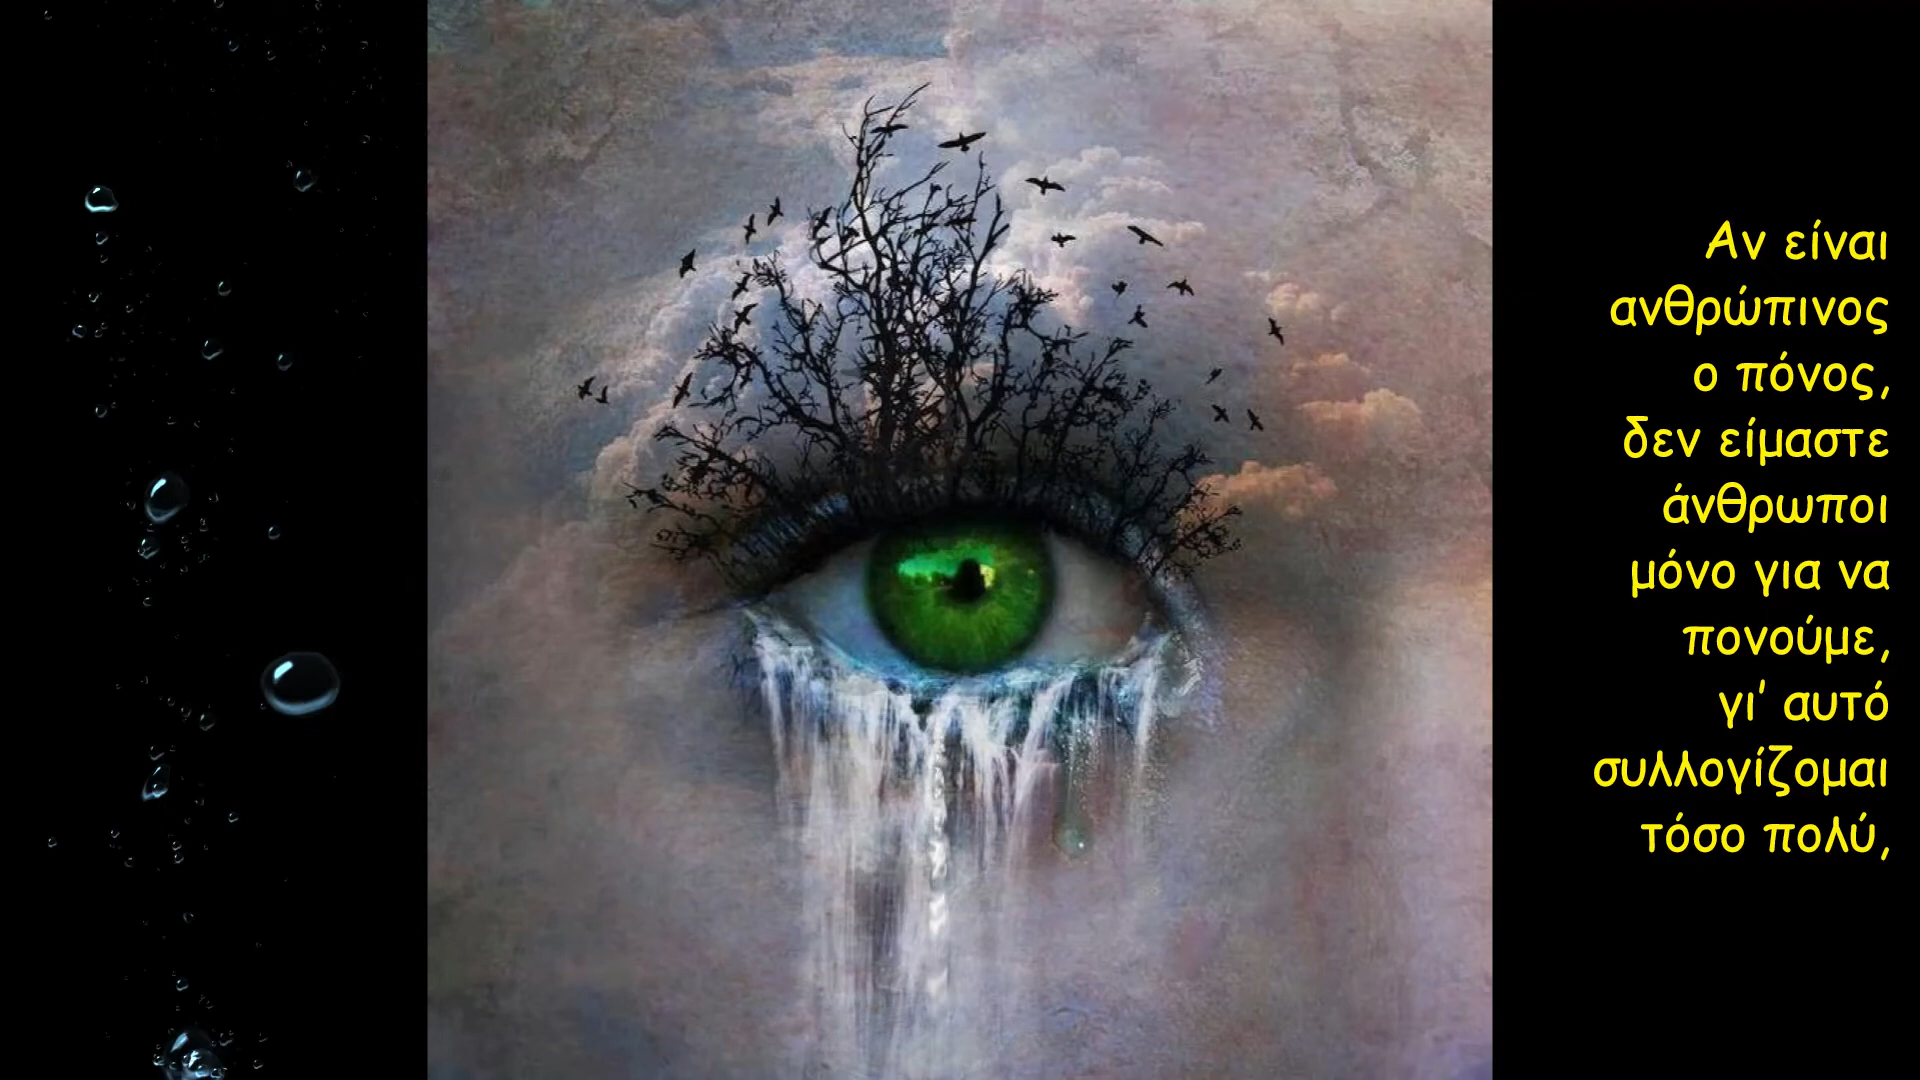 Αν είναι
ανθρώπινος
ο πόνος,
δεν είμαστε
άνθρωποι
μόνο για να
πονούμε,
γι’ αυτό
συλλογίζομαι
τόσο πολύ,